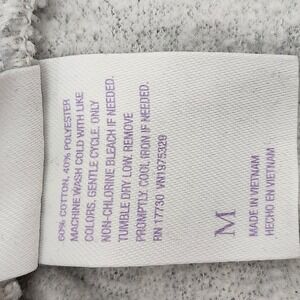 60% COTTON, 40% POLYESTER
MACHINE WASH COLD WITH LIKE
COLORS, GENTLE CYCLE. ONLY
NON-CHLORINE BLEACH IF NEEDED.
TUMBLE DRY LOW. REMOVE
PROMPTLY. COOL IRON IF NEEDED.
RN 17730 VN1975329
M
MADE IN VIETNAM
HECHO EN VIETNAM